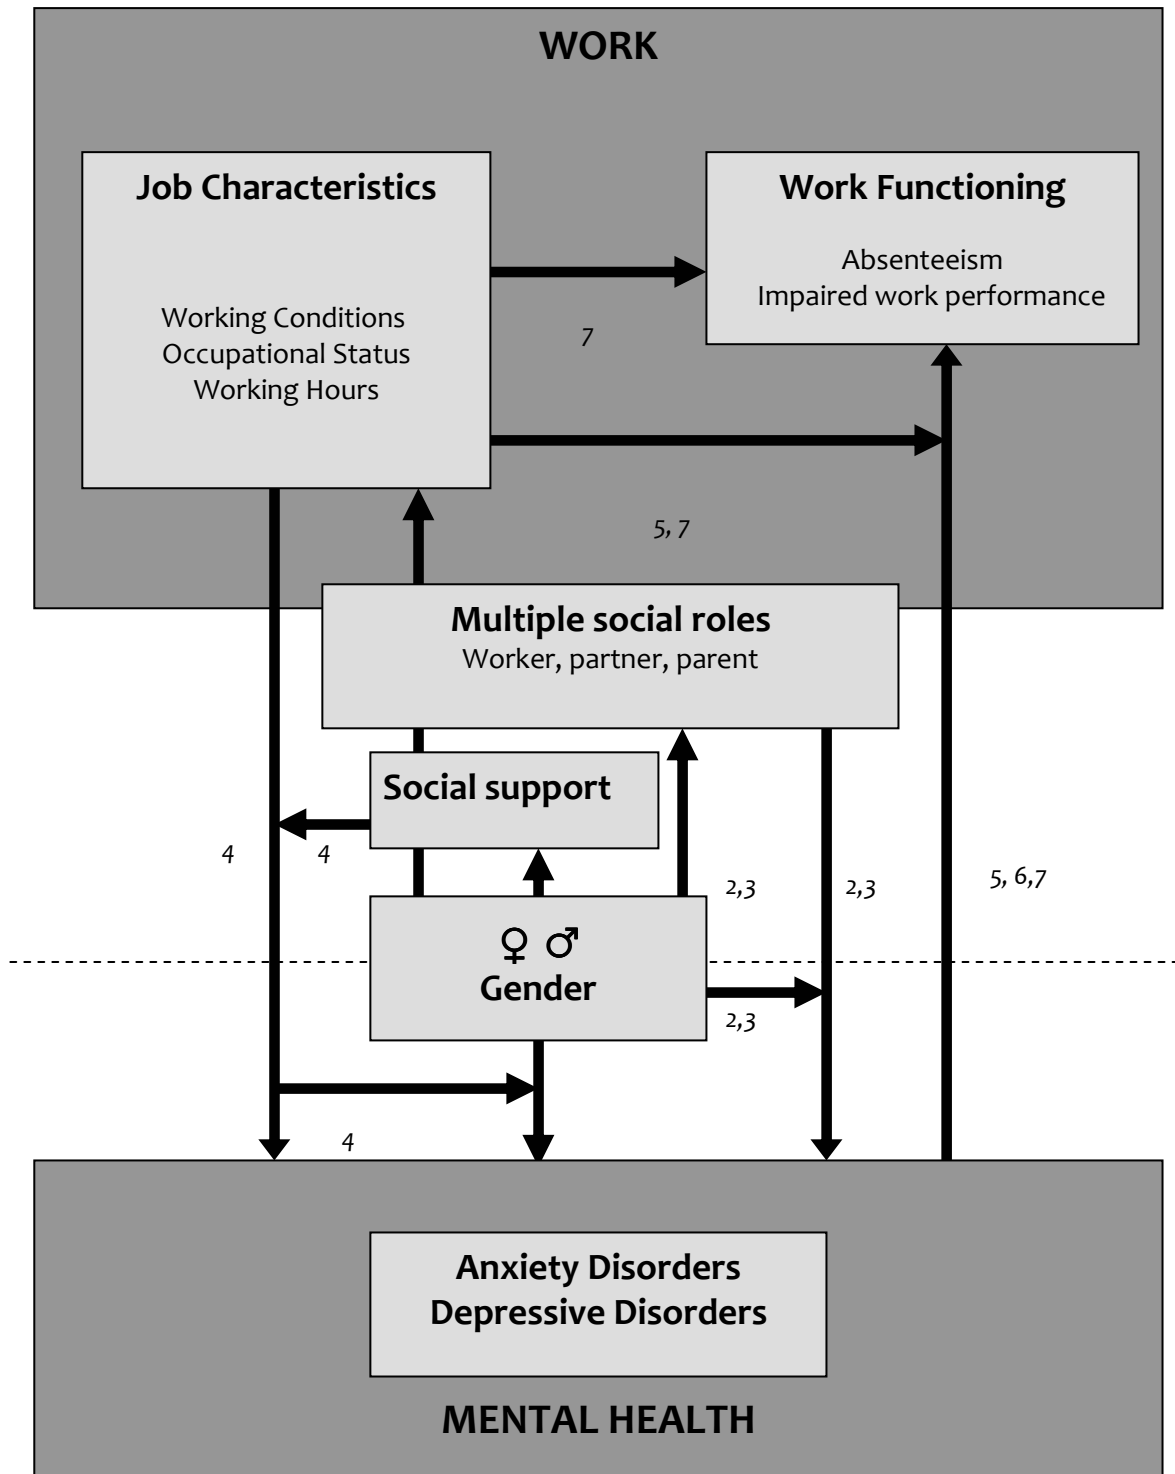 WORK
Job Characteristics
Working Conditions
Occupational Status
Working Hours
Work Functioning
Absenteeism
Impaired work performance
7
5, 7
Multiple social roles
Worker, partner, parent
Social support
4
4
2,3
2,3
5, 6,7
♀ ♂
Gender
2,3
4
Anxiety Disorders
Depressive Disorders
MENTAL HEALTH